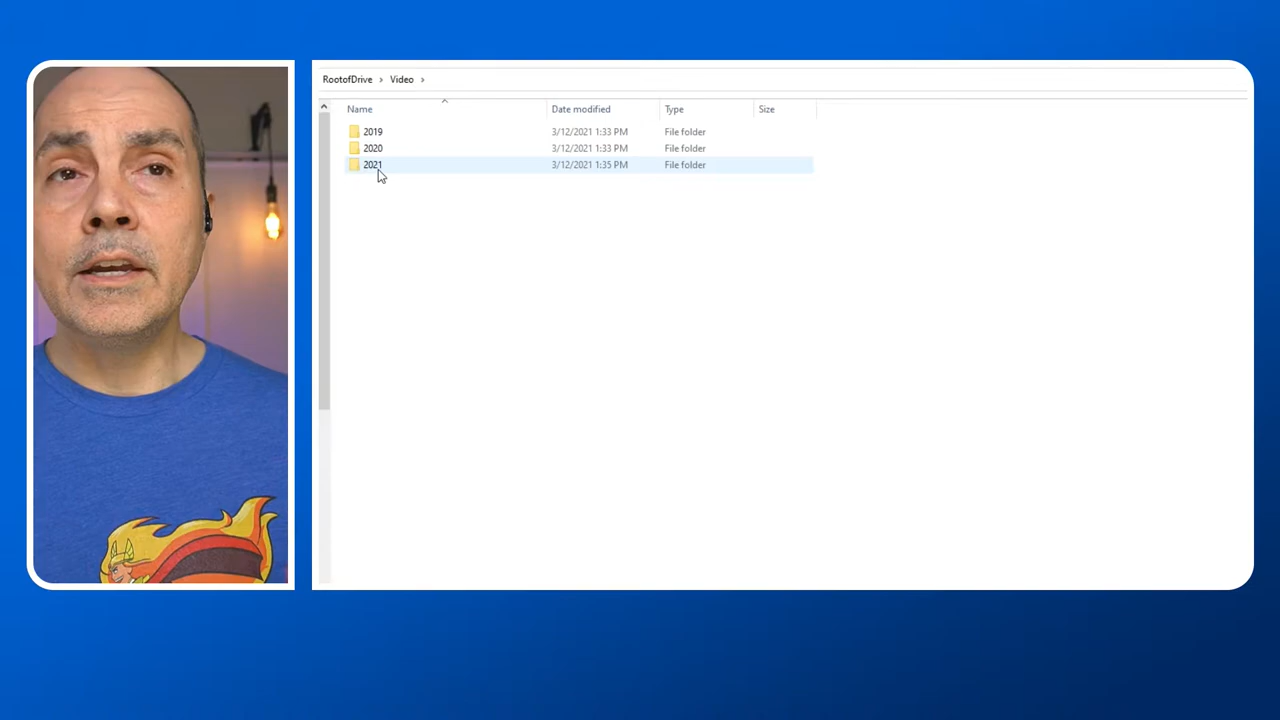 RootofDrive > Video >
Name Date modified Type Size
2019 3/12/2021 1:33 PM File folder
2020 3/12/2021 1:33 PM File folder
2021 3/12/2021 1:35 PM File folder